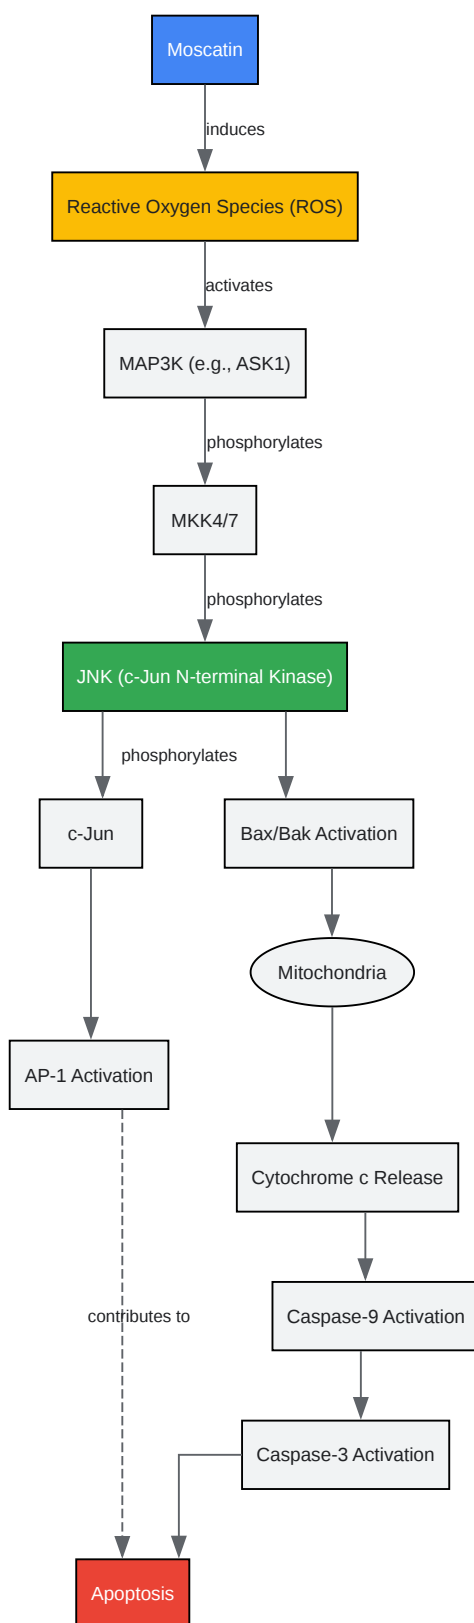 Moscatin
induces
Reactive Oxygen Species (ROS)
activates
MAP3K (e.g., ASK1)
phosphorylates
MKK4/7
phosphorylates
JNK (c-Jun N-terminal Kinase)
phosphorylates
c-Jun
Bax/Bak Activation
Mitochondria
AP-1 Activation
Cytochrome c Release
contributes to
Caspase-9 Activation
Caspase-3 Activation
Apoptosis